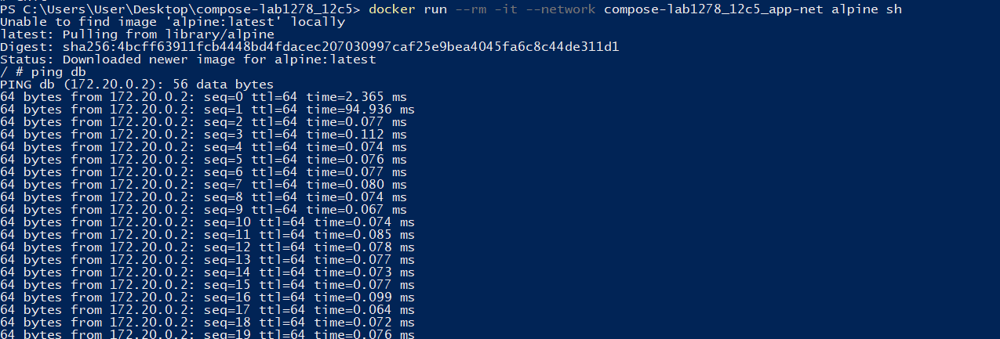 PS C:\Users\User\Desktop\compose-lab1278_12c5> docker run --rm -it --network compose-lab1278_12c5_app-net alpine sh
Unable to find image 'alpine:latest' locally
latest: Pulling from library/alpine
Digest: sha256:4bcff63911fcb4448bd4fdacec207030997caf25e9bea4045fa6c8c44de311d1
Status: Downloaded newer image for alpine:latest
/ # ping db
PING db (172.20.0.2): 56 data bytes
64 bytes from 172.20.0.2: seq=0 ttl=64 time=2.365 ms
64 bytes from 172.20.0.2: seq=1 ttl=64 time=94.936 ms
64 bytes from 172.20.0.2: seq=2 ttl=64 time=0.077 ms
64 bytes from 172.20.0.2: seq=3 ttl=64 time=0.112 ms
64 bytes from 172.20.0.2: seq=4 ttl=64 time=0.074 ms
64 bytes from 172.20.0.2: seq=5 ttl=64 time=0.076 ms
64 bytes from 172.20.0.2: seq=6 ttl=64 time=0.077 ms
64 bytes from 172.20.0.2: seq=7 ttl=64 time=0.080 ms
64 bytes from 172.20.0.2: seq=8 ttl=64 time=0.074 ms
64 bytes from 172.20.0.2: seq=9 ttl=64 time=0.067 ms
64 bytes from 172.20.0.2: seq=10 ttl=64 time=0.074 ms
64 bytes from 172.20.0.2: seq=11 ttl=64 time=0.085 ms
64 bytes from 172.20.0.2: seq=12 ttl=64 time=0.078 ms
64 bytes from 172.20.0.2: seq=13 ttl=64 time=0.077 ms
64 bytes from 172.20.0.2: seq=14 ttl=64 time=0.073 ms
64 bytes from 172.20.0.2: seq=15 ttl=64 time=0.077 ms
64 bytes from 172.20.0.2: seq=16 ttl=64 time=0.099 ms
64 bytes from 172.20.0.2: seq=17 ttl=64 time=0.064 ms
64 bytes from 172.20.0.2: seq=18 ttl=64 time=0.072 ms
64 bytes from 172.20.0.2: seq=19 ttl=64 time=0.076 ms